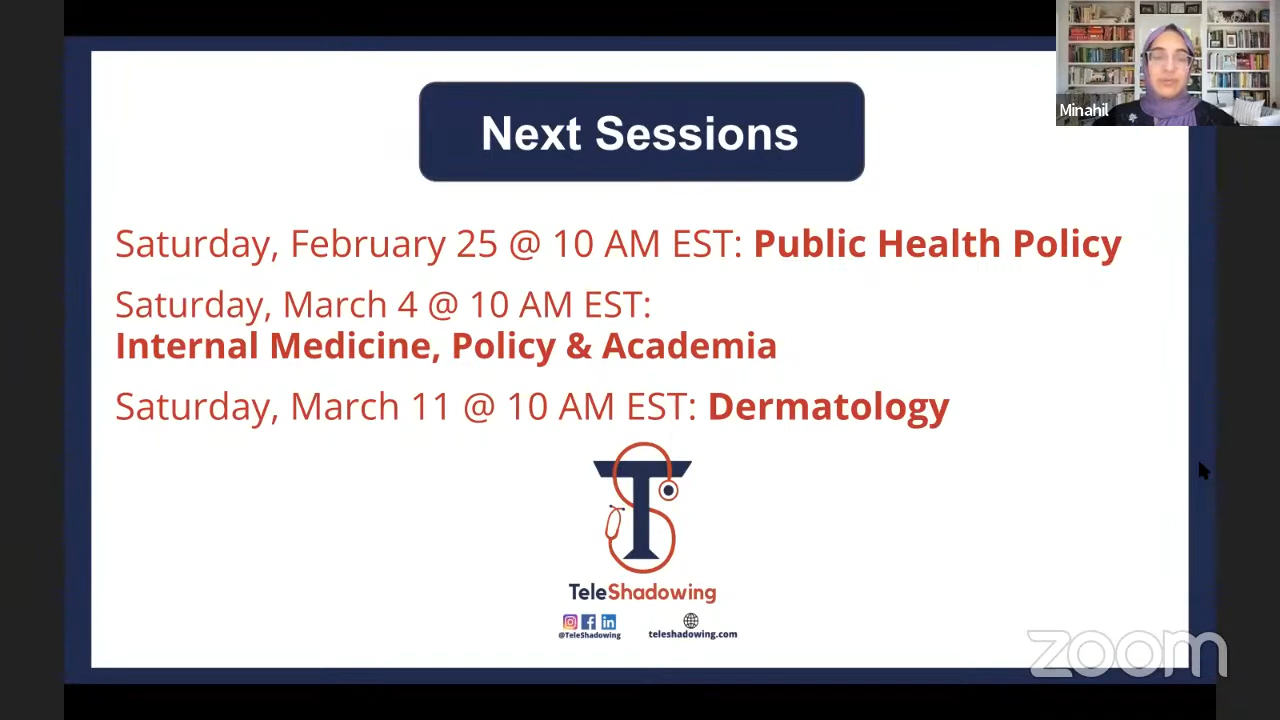 Minahil
Next Sessions
Saturday, February 25 @ 10 AM EST: Public Health Policy
Saturday, March 4 @ 10 AM EST:
Internal Medicine, Policy & Academia
Saturday, March 11 @ 10 AM EST: Dermatology
TeleShadowing
@TeleShadowing
teleshadowing.com
zoom